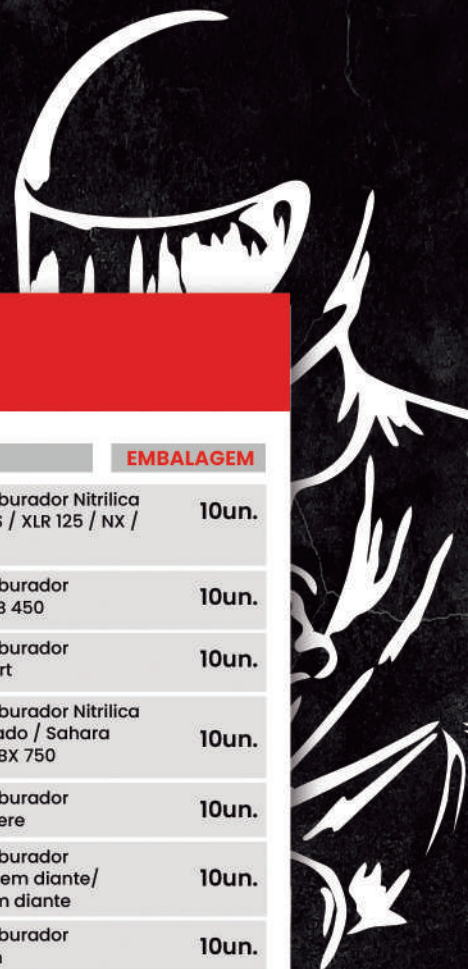 EMBALAGEM
burador Nitrilica
/ XLR 125 / NX /
10un.
burador
450
10un.
burador
rt
10un.
burador Nitrilica
ado / Sahara
BX 750
10un.
burador
ere
10un.
burador
em diante/
m diante
10un.
burador
10un.